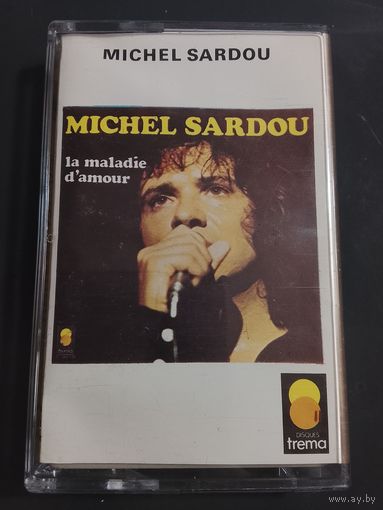 MICHEL SARDOU
MICHEL SARDOU
la maladie
d'amour
DISQUES
trema
www.ay.by